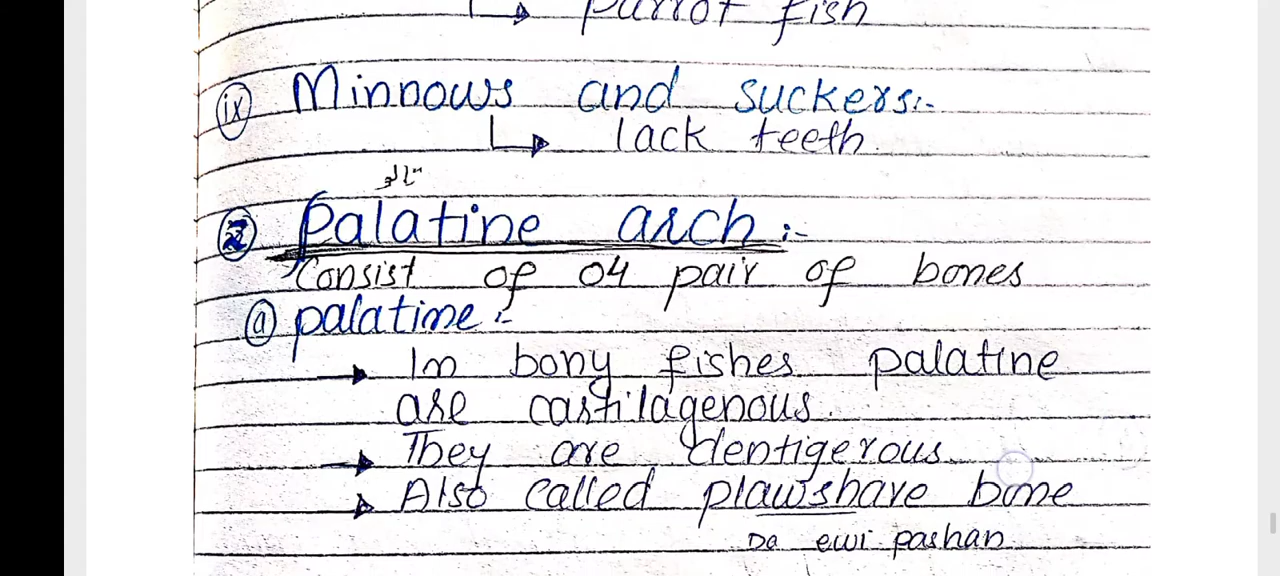 ↳ Parrot fish
ix Minnows and suckers:-
↳ lack teeth.
تالو
2 Palatine arch:-
Consist of 04 pair of bones
a palatine:-
→ In bony fishes palatine
are cartilagenous.
→ They are dentigerous.
→ Also called plawshare bone
Da ewi pashan